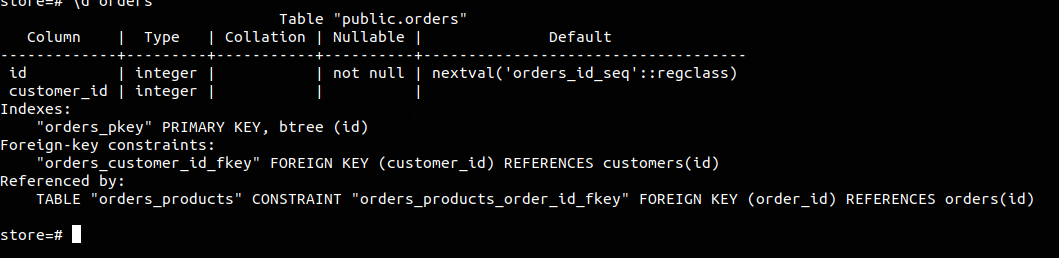 store=# \d orders
Table "public.orders"
Column | Type | Collation | Nullable | Default
-------------+---------+-----------+----------+------------------------------------
id | integer | | not null | nextval('orders_id_seq'::regclass)
customer_id | integer | | |
Indexes:
"orders_pkey" PRIMARY KEY, btree (id)
Foreign-key constraints:
"orders_customer_id_fkey" FOREIGN KEY (customer_id) REFERENCES customers(id)
Referenced by:
TABLE "orders_products" CONSTRAINT "orders_products_order_id_fkey" FOREIGN KEY (order_id) REFERENCES orders(id)
store=#